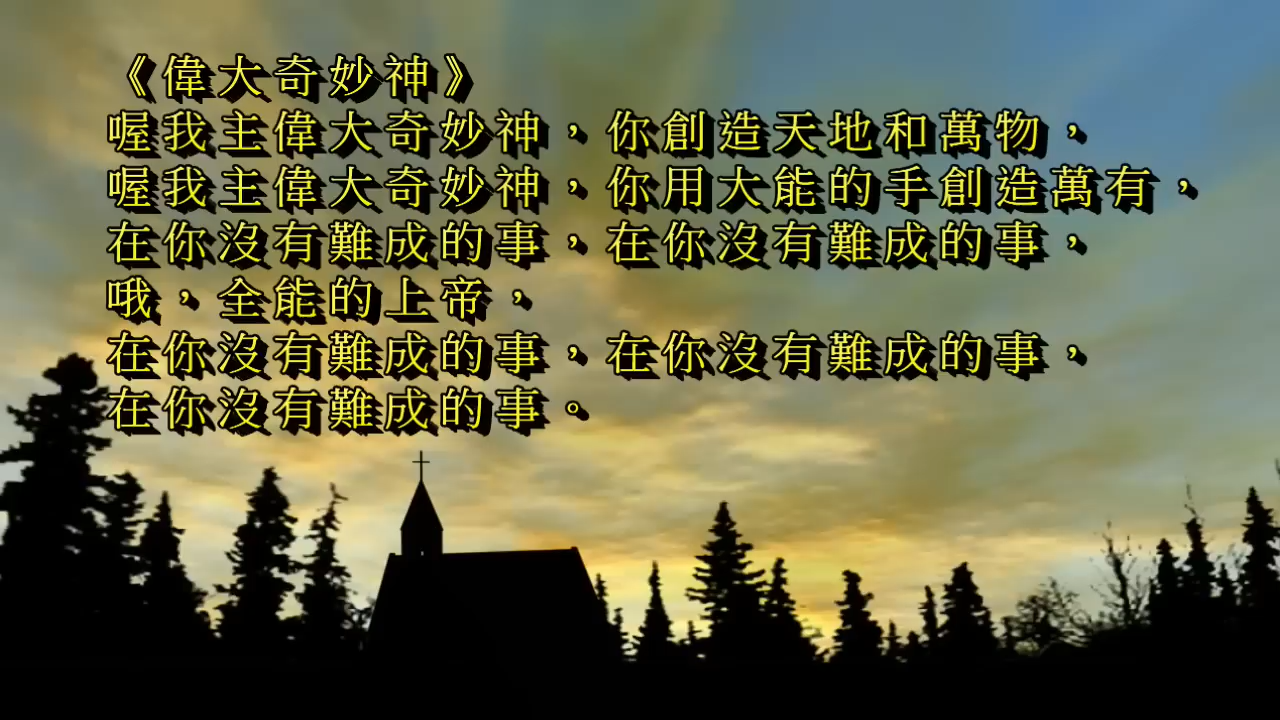 《偉大奇妙神》
喔我主偉大奇妙神，你創造天地和萬物，
喔我主偉大奇妙神，你用大能的手創造萬有，
在你沒有難成的事，在你沒有難成的事，
哦，全能的上帝，
在你沒有難成的事，在你沒有難成的事，
在你沒有難成的事。